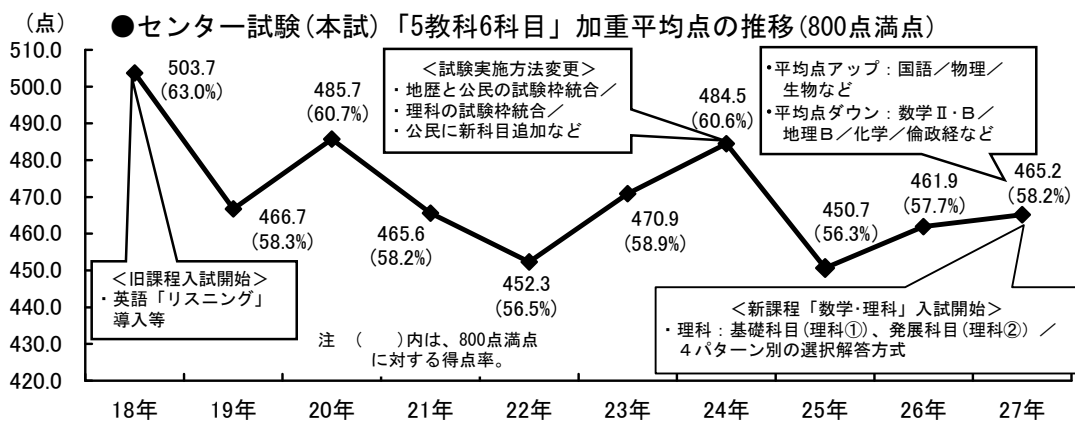 (点)
●センター試験(本試)「5教科6科目」加重平均点の推移(800点満点)
510.0
500.0
490.0
480.0
470.0
460.0
450.0
440.0
430.0
420.0
503.7
(63.0%)
466.7
(58.3%)
485.7
(60.7%)
465.6
(58.2%)
452.3
(56.5%)
470.9
(58.9%)
484.5
(60.6%)
450.7
(56.3%)
461.9
(57.7%)
465.2
(58.2%)
<試験実施方法変更>
・地歴と公民の試験枠統合/
・理科の試験枠統合/
・公民に新科目追加など
・平均点アップ:国語/物理/
生物など
・平均点ダウン:数学Ⅱ・B/
地理B/化学/倫政経など
<旧課程入試開始>
・英語「リスニング」
導入等
注 ( )内は、800点満点
に対する得点率。
<新課程「数学・理科」入試開始>
・理科:基礎科目(理科①)、発展科目(理科②) /
4パターン別の選択解答方式
18年 19年 20年 21年 22年 23年 24年 25年 26年 27年